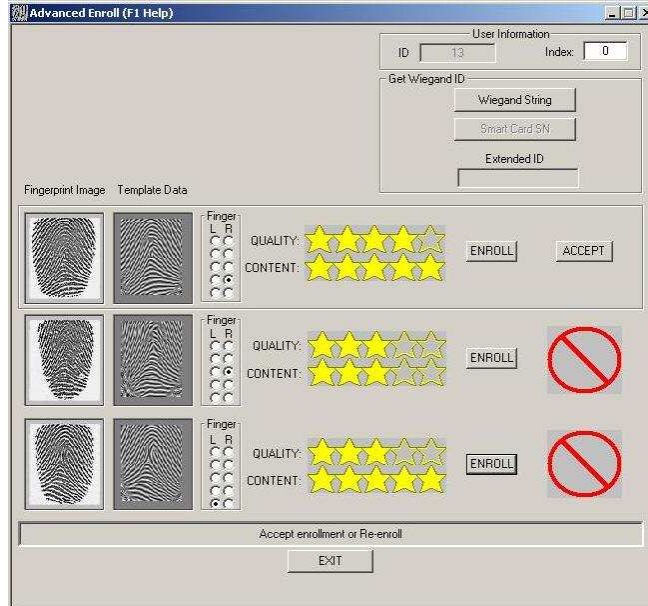 Advanced Enroll (F1 Help)
User Information
ID 13 Index: 0
Get Wiegand ID
Wiegand String
Smart Card SN
Extended ID
Fingerprint Image Template Data
Finger
L R
QUALITY:
CONTENT:
ENROLL
ACCEPT
Finger
L R
QUALITY:
CONTENT:
ENROLL
Finger
L R
QUALITY:
CONTENT:
ENROLL
Accept enrollment or Re-enroll
EXIT